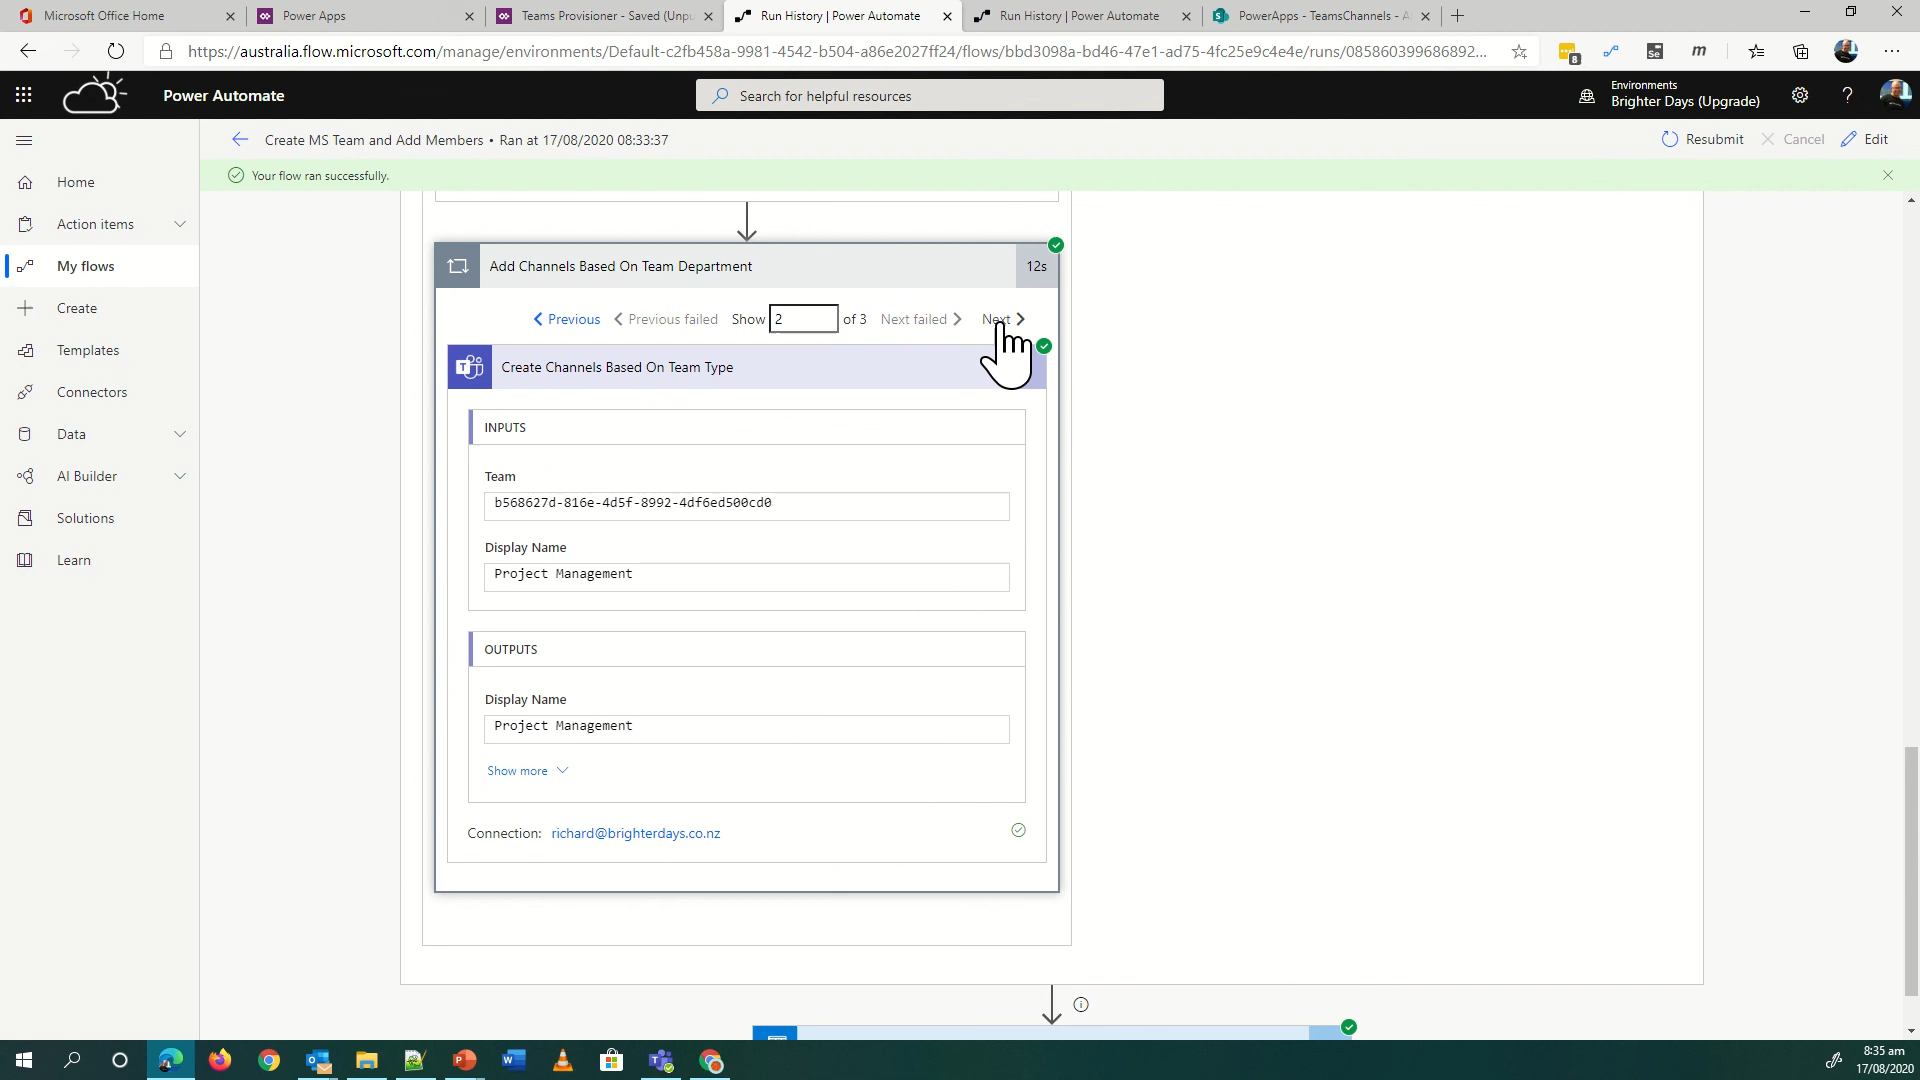 Microsoft Office Home
Power Apps
Teams Provisioner - Saved (Unpu
Run History | Power Automate
Run History | Power Automate
PowerApps - TeamsChannels - A
https://australia.flow.microsoft.com/manage/environments/Default-c2fb458a-9981-4542-b504-a86e2027ff24/flows/bbd3098a-bd46-47e1-ad75-4fc25e9c4e4e/runs/085860399686892...
8
Se
m
Power Automate
Search for helpful resources
Environments
Brighter Days (Upgrade)
?
Create MS Team and Add Members • Ran at 17/08/2020 08:33:37
Resubmit
Cancel
Edit
Your flow ran successfully.
Home
Action items
My flows
Create
Templates
Connectors
Data
AI Builder
Solutions
Learn
Add Channels Based On Team Department
12s
Previous
Previous failed
Show 2 of 3
Next failed
Next
Create Channels Based On Team Type
INPUTS
Team
b568627d-816e-4d5f-8992-4df6ed500cd0
Display Name
Project Management
OUTPUTS
Display Name
Project Management
Show more
Connection: richard@brighterdays.co.nz
8:35 am
17/08/2020